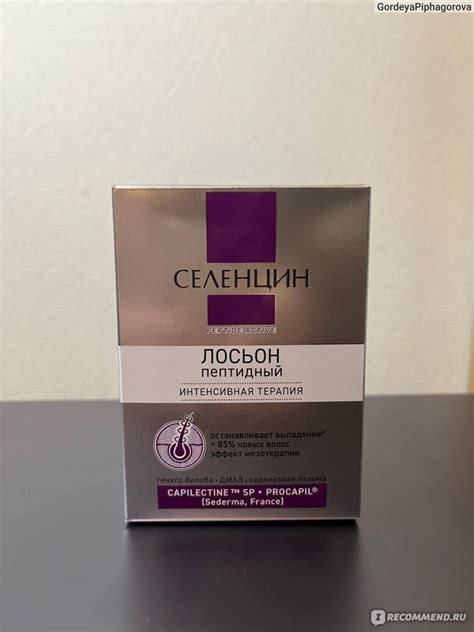 GordeyaPiphagorova
СЕЛЕНЦИН
PEPTIDE ACTIVE
ЛОСЬОН
пептидный
ИНТЕНСИВНАЯ ТЕРАПИЯ
останавливает выпадение*
+ 85% новых волос
эффект мезотерапии
гинкго билоба • ДМАЭ • карликовая пальма
CAPILECTINE™ SP + PROCAPIL®
(Sederma, France)
I RECOMMEND.RU